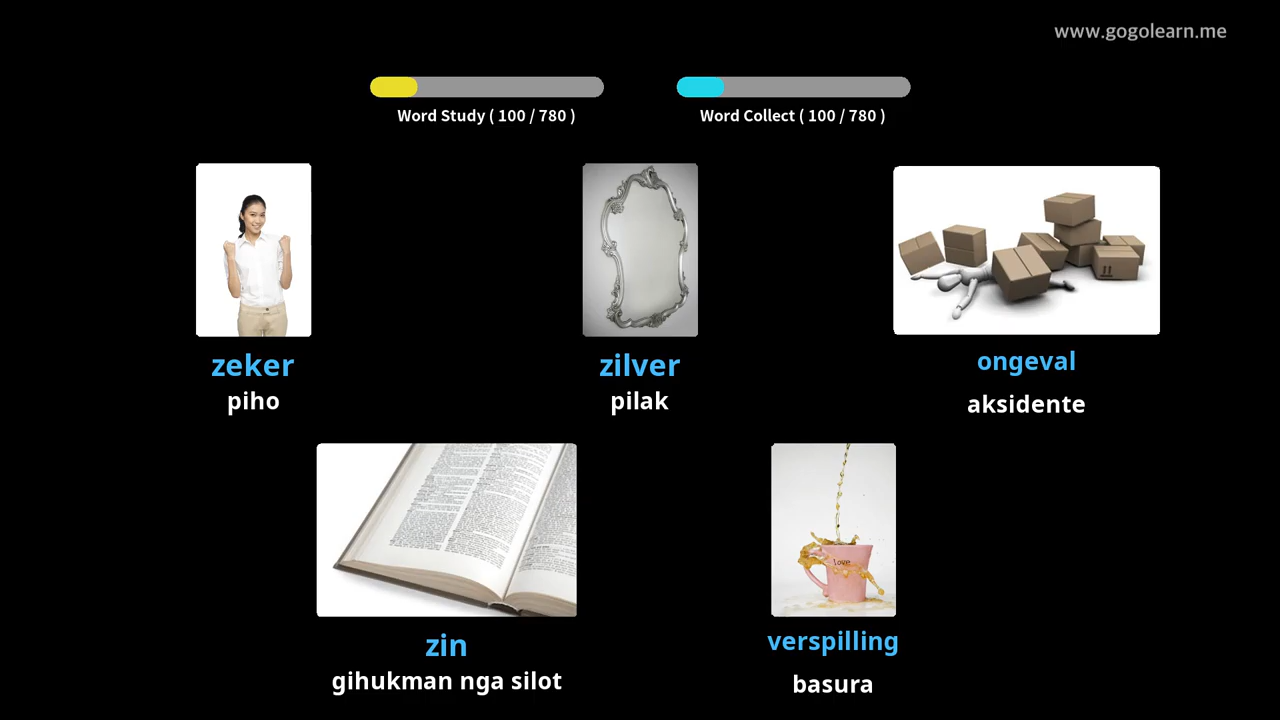 www.gogolearn.me
Word Study ( 100 / 780 )
Word Collect ( 100 / 780 )
zeker
piho
zilver
pilak
ongeval
aksidente
love
zin
gihukman nga silot
verspilling
basura